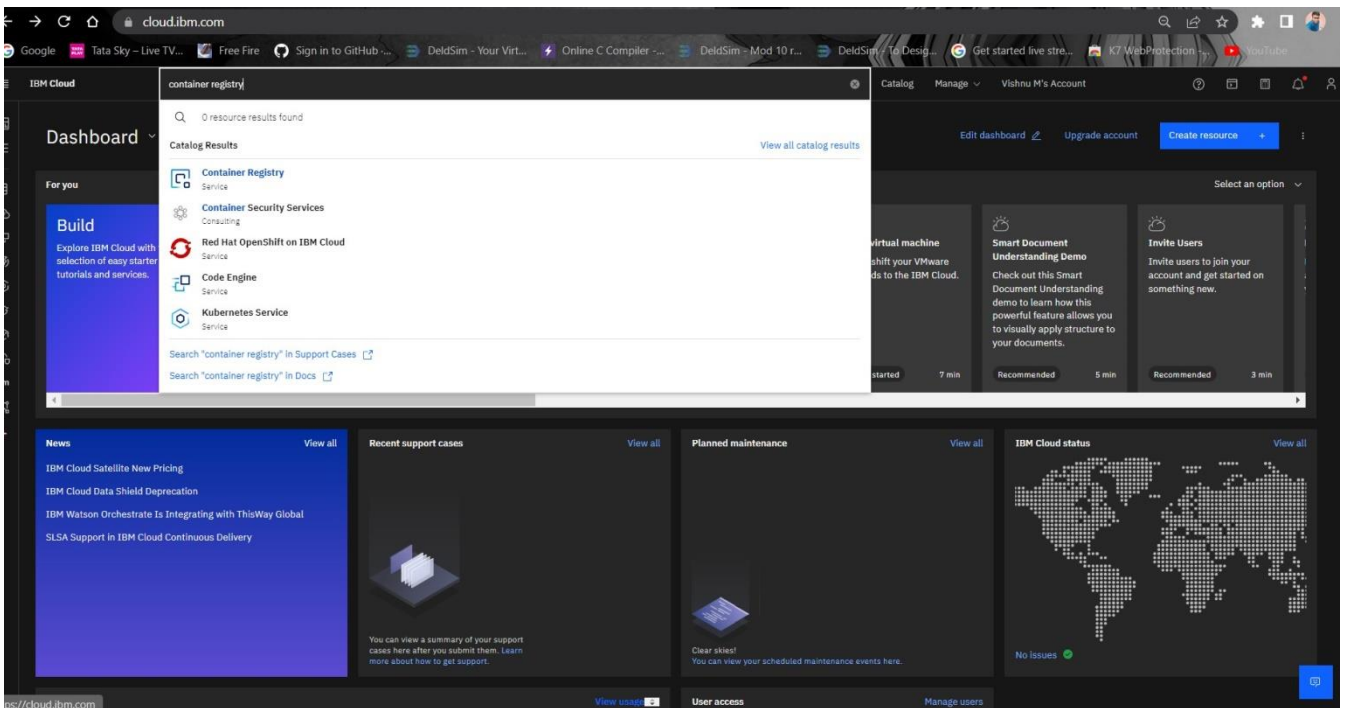 cloud.ibm.com
Google
Tata Sky – Live TV...
Free Fire
Sign in to GitHub ·...
DeldSim - Your Virt...
Online C Compiler -...
DeldSim - Mod 10 r...
DeldSim - To Desig...
Get started live stre...
K7 WebProtection -...
YouTube
IBM Cloud
container registry
Catalog
Manage
Vishnu M's Account
0 resource results found
Catalog Results
View all catalog results
Container Registry
Service
Container Security Services
Consulting
Red Hat OpenShift on IBM Cloud
Service
Code Engine
Service
Kubernetes Service
Service
Search "container registry" in Support Cases
Search "container registry" in Docs
Dashboard
Edit dashboard
Upgrade account
Create resource +
For you
Select an option
Build
Explore IBM Cloud with
selection of easy starter
tutorials and services.
virtual machine
shift your VMware
ds to the IBM Cloud.
started
7 min
Smart Document
Understanding Demo
Check out this Smart
Document Understanding
demo to learn how this
powerful feature allows you
to visually apply structure to
your documents.
Recommended
5 min
Invite Users
Invite users to join your
account and get started on
something new.
Recommended
3 min
News
View all
IBM Cloud Satellite New Pricing
IBM Cloud Data Shield Deprecation
IBM Watson Orchestrate Is Integrating with ThisWay Global
SLSA Support in IBM Cloud Continuous Delivery
Recent support cases
View all
You can view a summary of your support
cases here after you submit them. Learn
more about how to get support.
Planned maintenance
View all
Clear skies!
You can view your scheduled maintenance events here.
IBM Cloud status
View all
No issues
View usage
User access
Manage users
ps://cloud.ibm.com